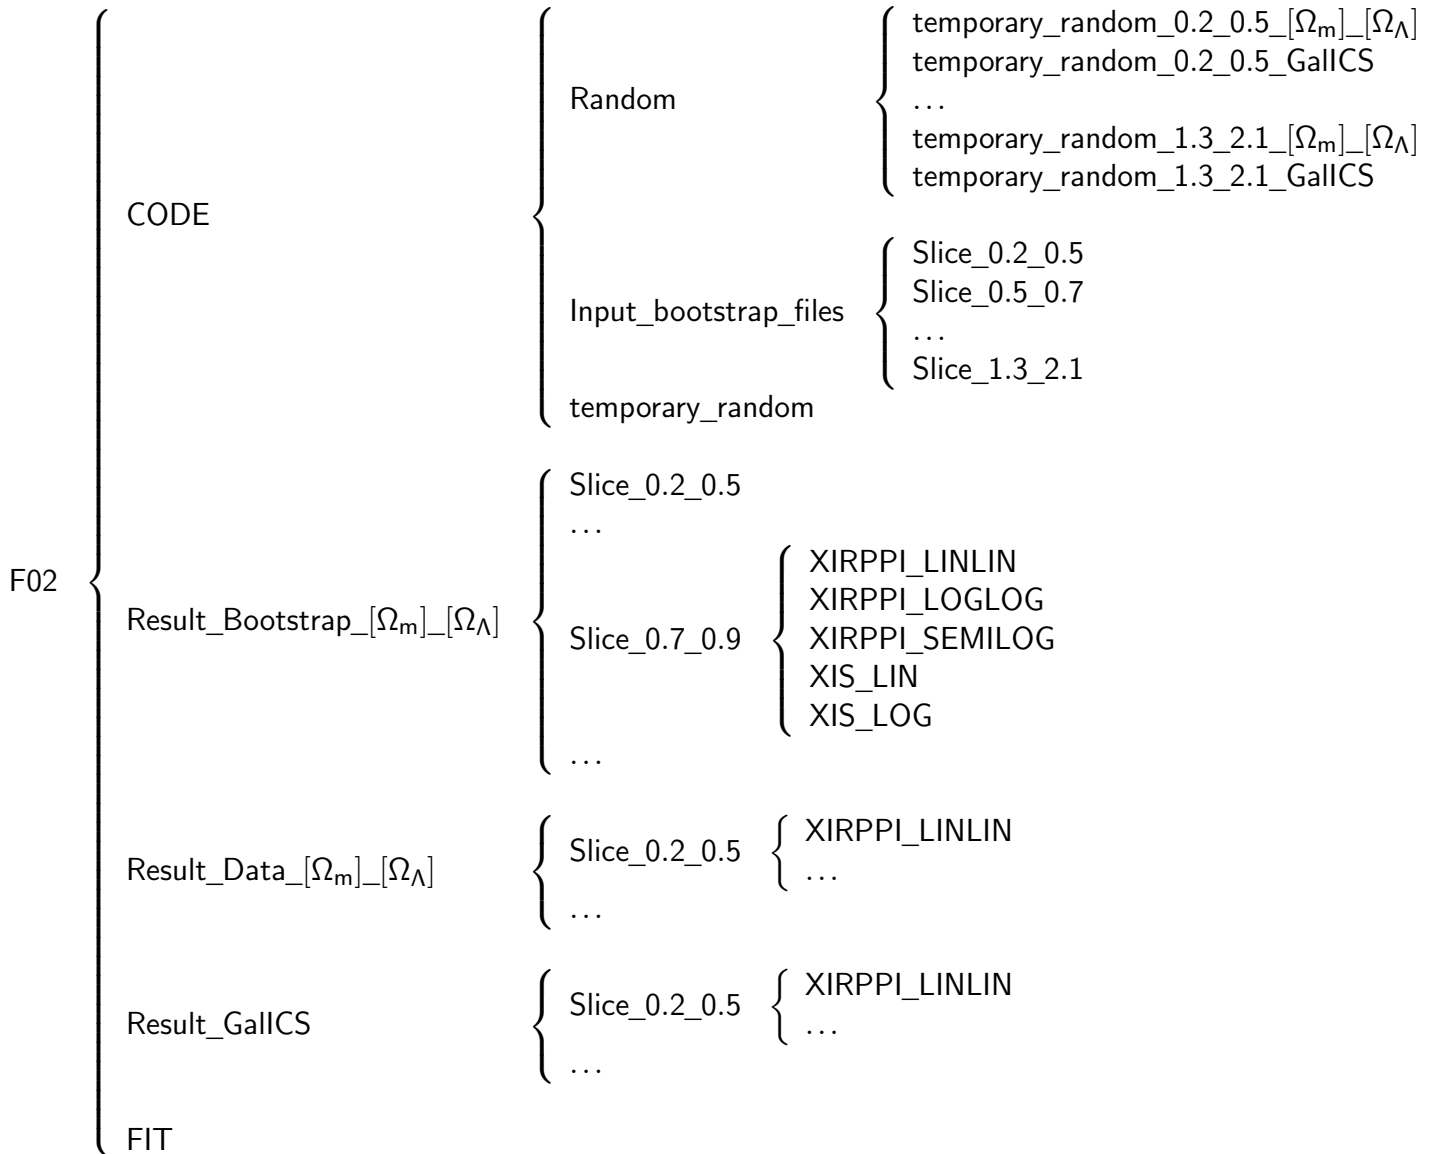 temporary_random_0.2_0.5_[Ωm]_[ΩΛ]
temporary_random_0.2_0.5_GalICS
Random
...
temporary_random_1.3_2.1_[Ωm]_[ΩΛ]
temporary_random_1.3_2.1_GalICS
CODE
Slice_0.2_0.5
Slice_0.5_0.7
Input_bootstrap_files
...
Slice_1.3_2.1
temporary_random
Slice_0.2_0.5
...
XIRPPI_LINLIN
F02
XIRPPI_LOGLOG
Result_Bootstrap_[Ωm]_[ΩΛ]
Slice_0.7_0.9
XIRPPI_SEMILOG
XIS_LIN
XIS_LOG
...
XIRPPI_LINLIN
Slice_0.2_0.5
Result_Data_[Ωm]_[ΩΛ]
...
...
XIRPPI_LINLIN
Slice_0.2_0.5
Result_GalICS
...
...
FIT